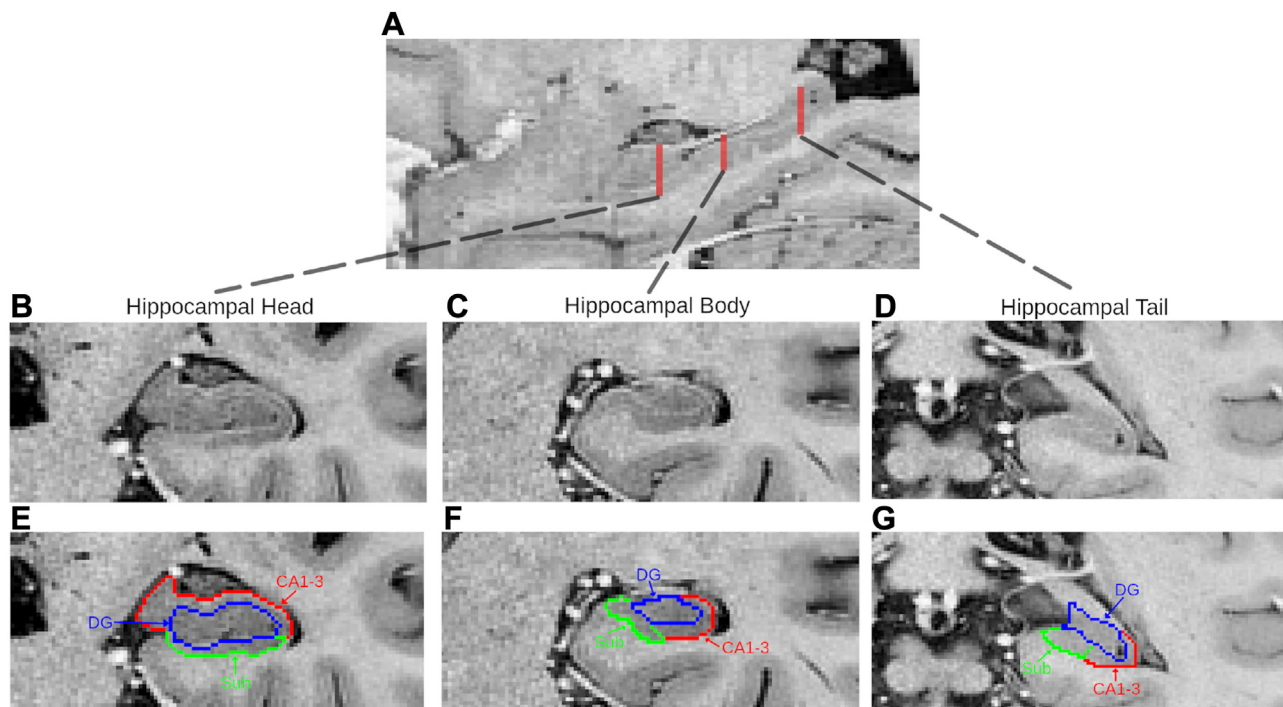 A
B
Hippocampal Head
C
Hippocampal Body
D
Hippocampal Tail
E
CA1-3
DG
Sub
F
DG
Sub
CA1-3
G
DG
Sub
CA1-3